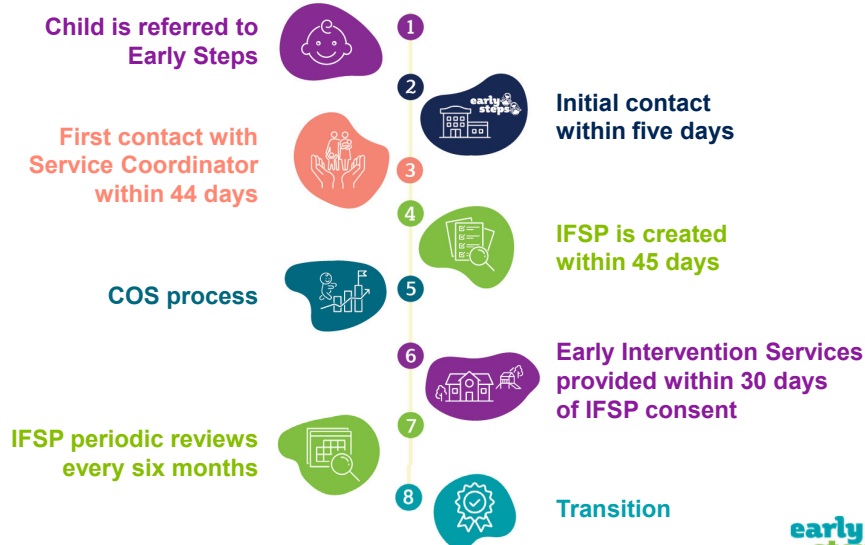 Child is referred to
Early Steps
1
2
early
steps
Initial contact
within five days
First contact with
Service Coordinator
within 44 days
3
4
IFSP is created
within 45 days
COS process
5
6
Early Intervention Services
provided within 30 days
of IFSP consent
7
IFSP periodic reviews
every six months
8
Transition
early